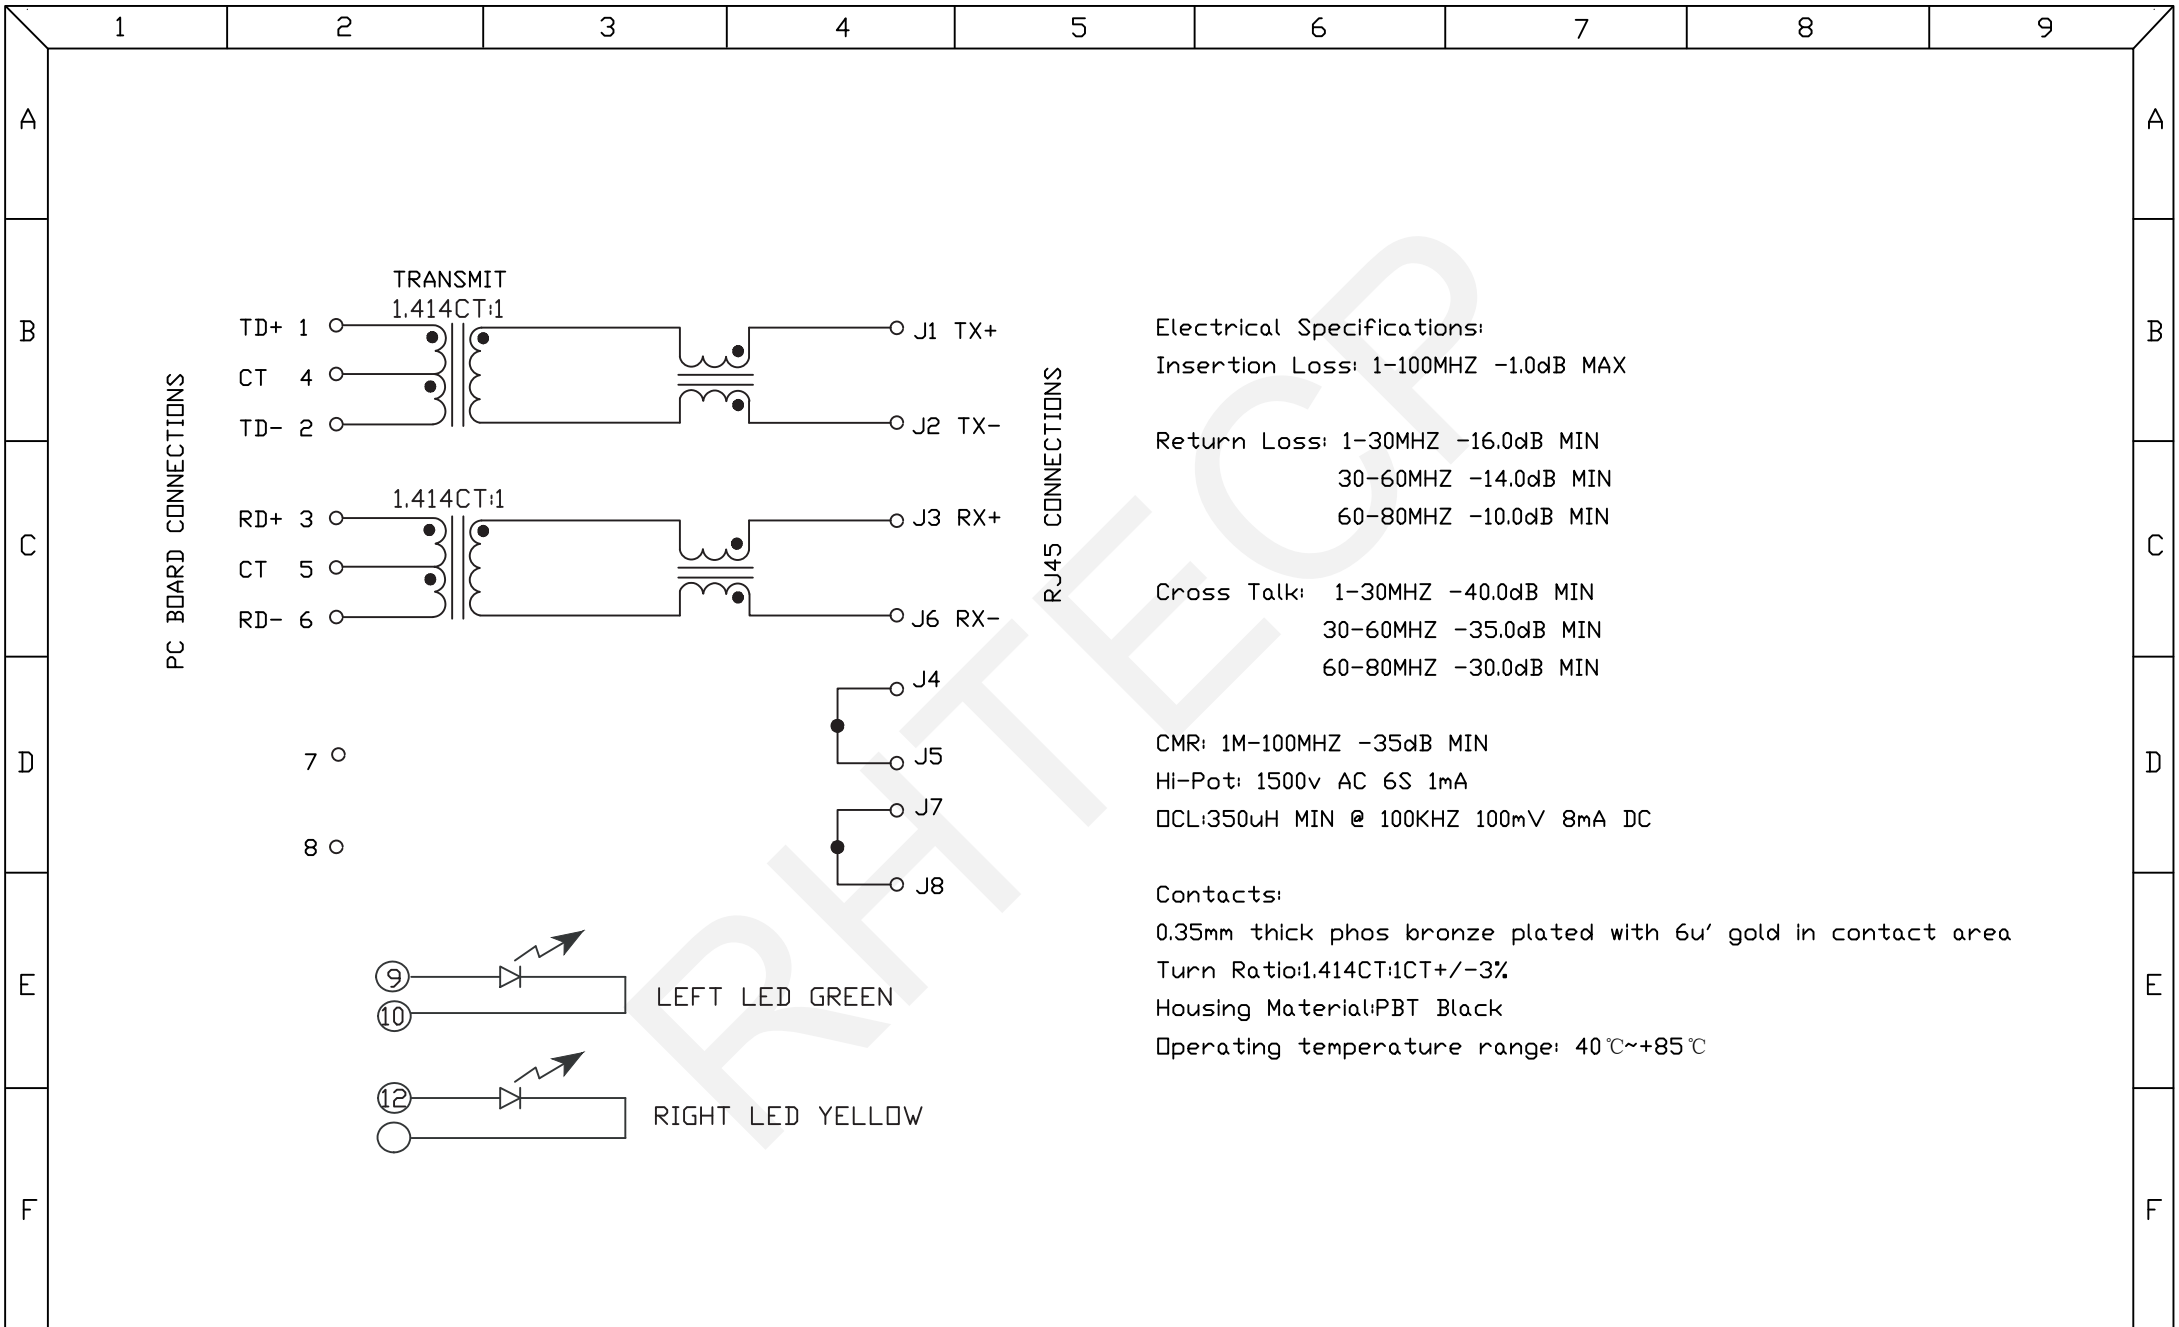 1 2 3 4 5 6 7 8 9
A A
B B
C C
D D
E E
F F
TRANSMIT
1.414CT:1
TD+ 1
CT 4
TD- 2
J1 TX+
J2 TX-
1.414CT:1
RD+ 3
CT 5
RD- 6
J3 RX+
J6 RX-
PC BOARD CONNECTIONS
RJ45 CONNECTIONS
J4
J5
7
J7
8
J8
9
10
LEFT LED GREEN
12
RIGHT LED YELLOW
Electrical Specifications:
Insertion Loss: 1-100MHZ -1.0dB MAX
Return Loss: 1-30MHZ -16.0dB MIN
30-60MHZ -14.0dB MIN
60-80MHZ -10.0dB MIN
Cross Talk: 1-30MHZ -40.0dB MIN
30-60MHZ -35.0dB MIN
60-80MHZ -30.0dB MIN
CMR: 1M-100MHZ -35dB MIN
Hi-Pot: 1500v AC 6S 1mA
OCL:350uH MIN @ 100KHZ 100mV 8mA DC
Contacts:
0.35mm thick phos bronze plated with 6u' gold in contact area
Turn Ratio:1.414CT:1CT+/-3%
Housing Material:PBT Black
Operating temperature range: 40℃~+85℃
RHTECP